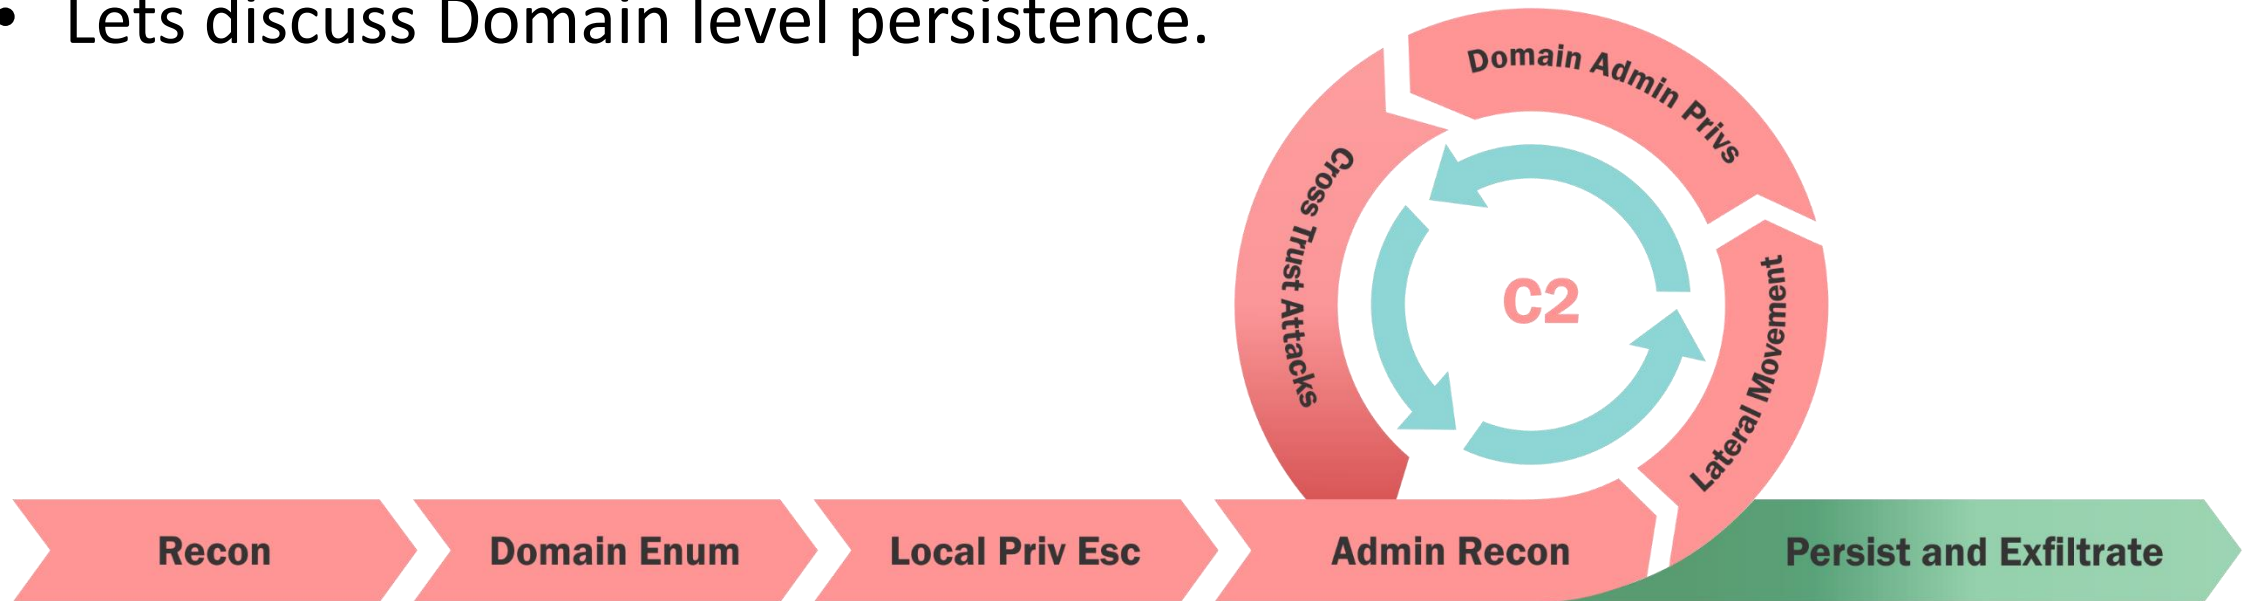 • Lets discuss Domain level persistence.
Domain Admin Privs
Cross Trust Attacks
C2
Lateral Movement
Recon
Domain Enum
Local Priv Esc
Admin Recon
Persist and Exfiltrate